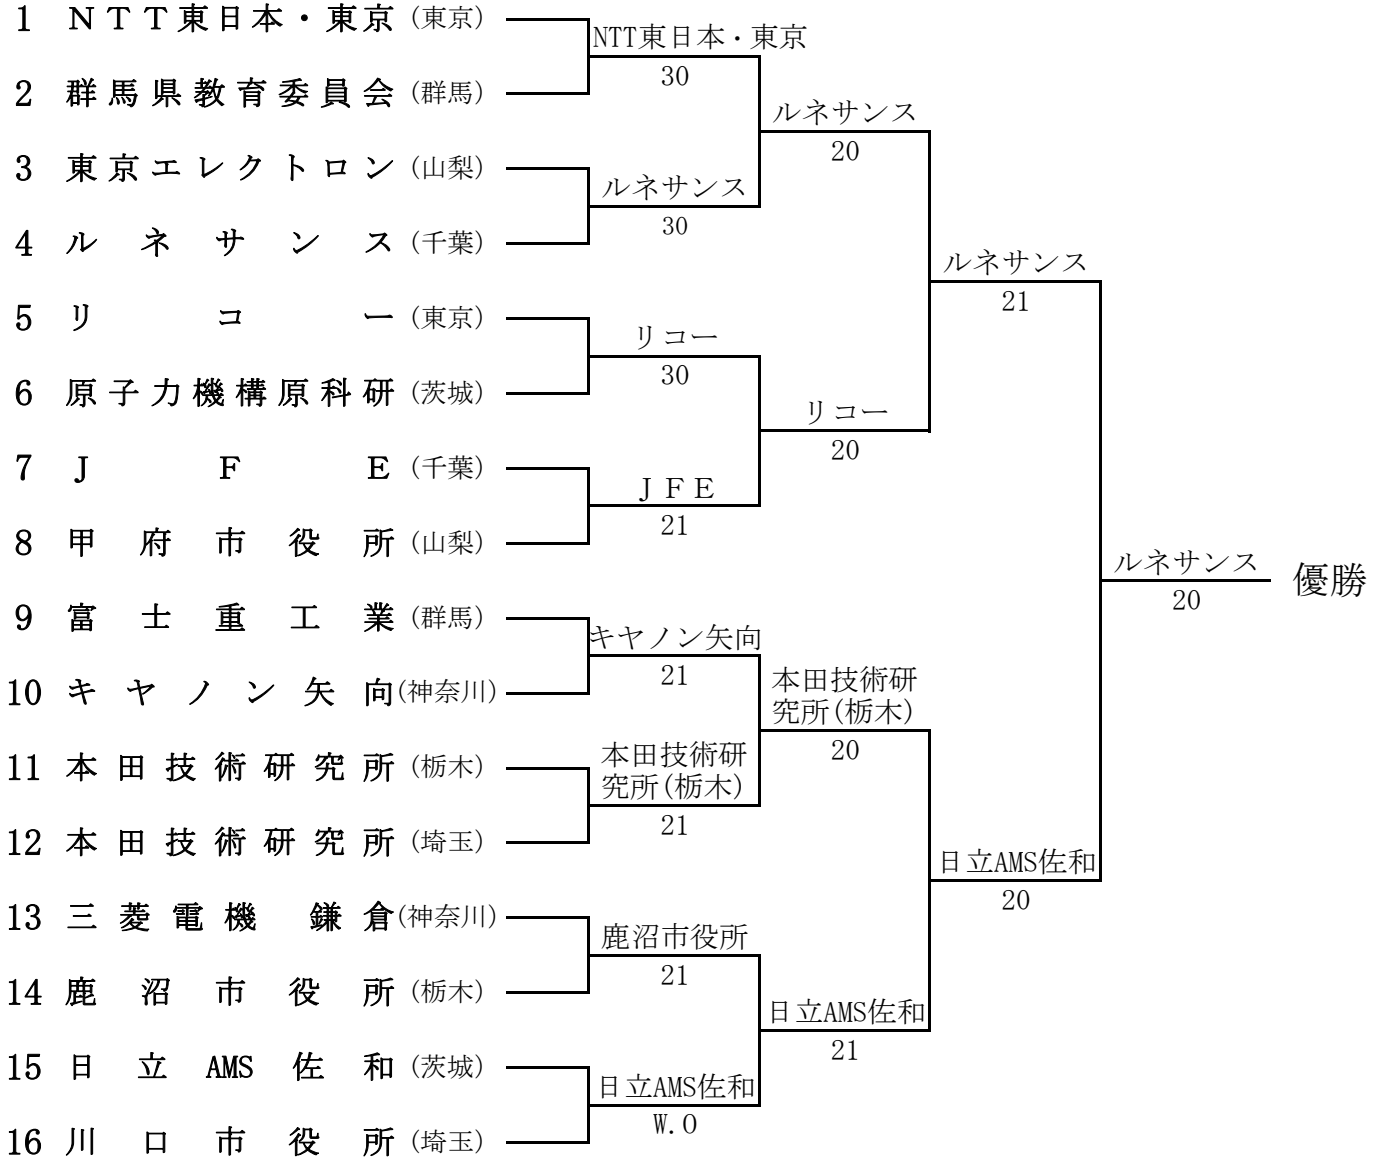 1 ＮＴＴ東日本・東京 (東京)
NTT東日本・東京
30
2 群馬県教育委員会 (群馬)
ルネサンス
20
3 東京エレクトロン (山梨)
ルネサンス
30
4 ルネサンス (千葉)
ルネサンス
21
5 リコー (東京)
リコー
30
6 原子力機構原科研 (茨城)
リコー
20
7 ＪＦＥ (千葉)
ＪＦＥ
21
8 甲府市役所 (山梨)
ルネサンス
20
優勝
9 富士重工業 (群馬)
キヤノン矢向
21
10 キヤノン矢向 (神奈川)
本田技術研
究所(栃木)
20
11 本田技術研究所 (栃木)
本田技術研
究所(栃木)
21
12 本田技術研究所 (埼玉)
日立AMS佐和
20
13 三菱電機 鎌倉 (神奈川)
鹿沼市役所
21
14 鹿沼市役所 (栃木)
日立AMS佐和
21
15 日立AMS佐和 (茨城)
日立AMS佐和
W.O
16 川口市役所 (埼玉)